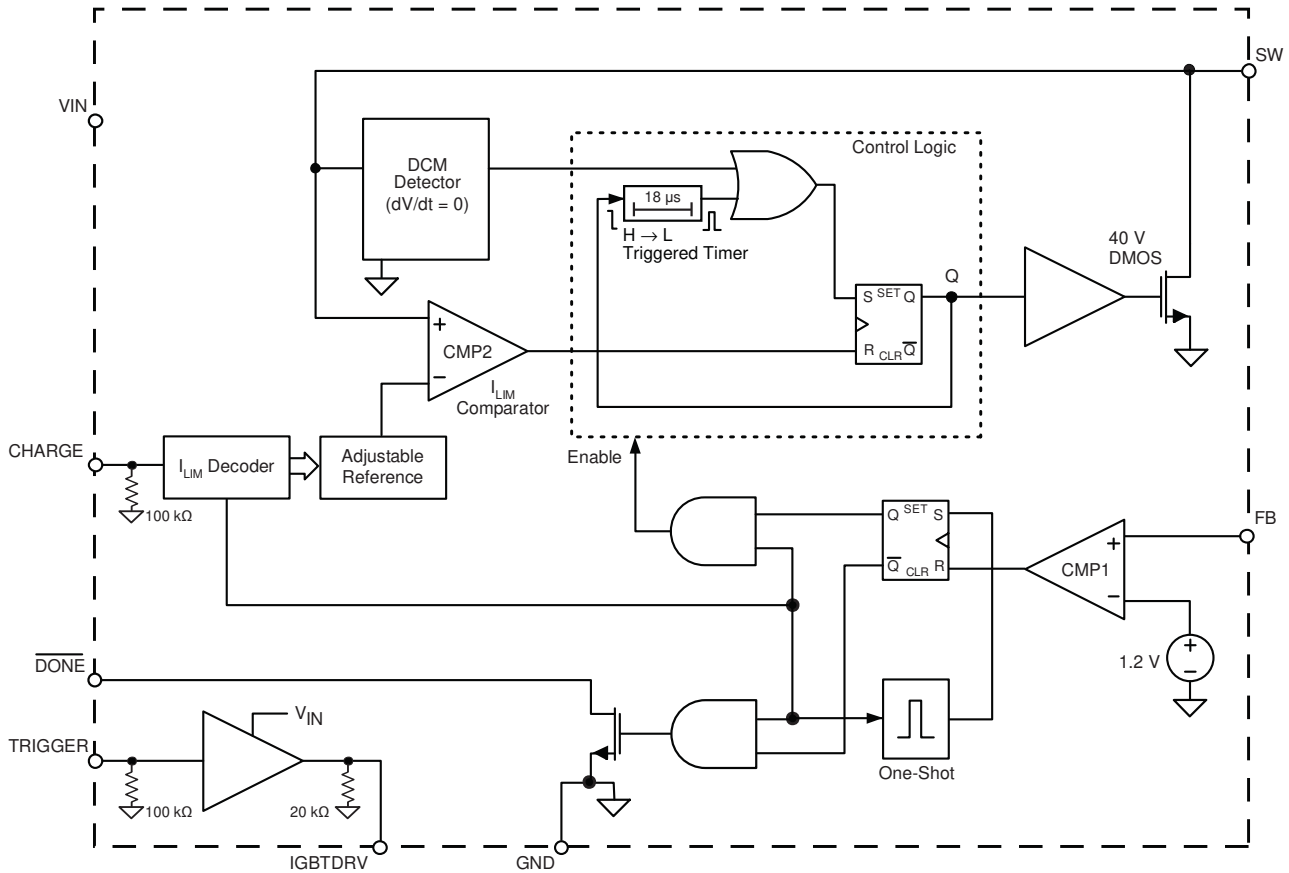 SW
VIN
Control Logic
DCM
Detector
(dV/dt = 0)
18 µs
H → L
Triggered Timer
40 V
DMOS
Q
S SET Q
R CLR Q̅
+
CMP2
−
I_LIM
Comparator
CHARGE
I_LIM Decoder
Adjustable
Reference
Enable
100 kΩ
Q SET S
Q̅ CLR R
FB
+
CMP1
−
1.2 V
+
−
D̅O̅N̅E̅
V_IN
TRIGGER
One-Shot
100 kΩ
20 kΩ
IGBTDRV
GND